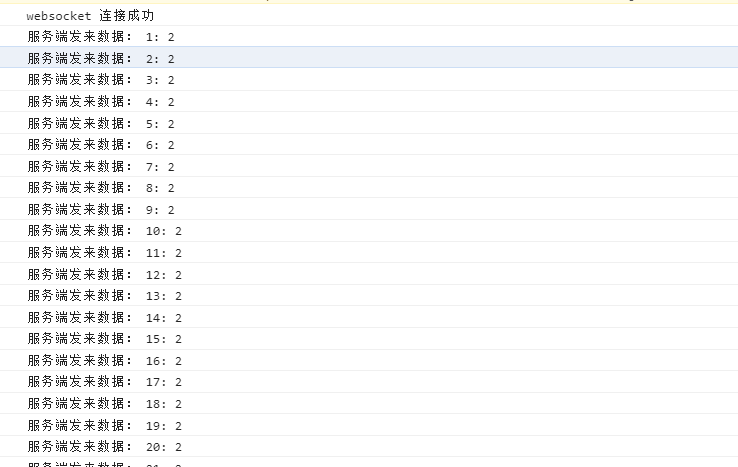 websocket 连接成功
服务端发来数据： 1: 2
服务端发来数据： 2: 2
服务端发来数据： 3: 2
服务端发来数据： 4: 2
服务端发来数据： 5: 2
服务端发来数据： 6: 2
服务端发来数据： 7: 2
服务端发来数据： 8: 2
服务端发来数据： 9: 2
服务端发来数据： 10: 2
服务端发来数据： 11: 2
服务端发来数据： 12: 2
服务端发来数据： 13: 2
服务端发来数据： 14: 2
服务端发来数据： 15: 2
服务端发来数据： 16: 2
服务端发来数据： 17: 2
服务端发来数据： 18: 2
服务端发来数据： 19: 2
服务端发来数据： 20: 2